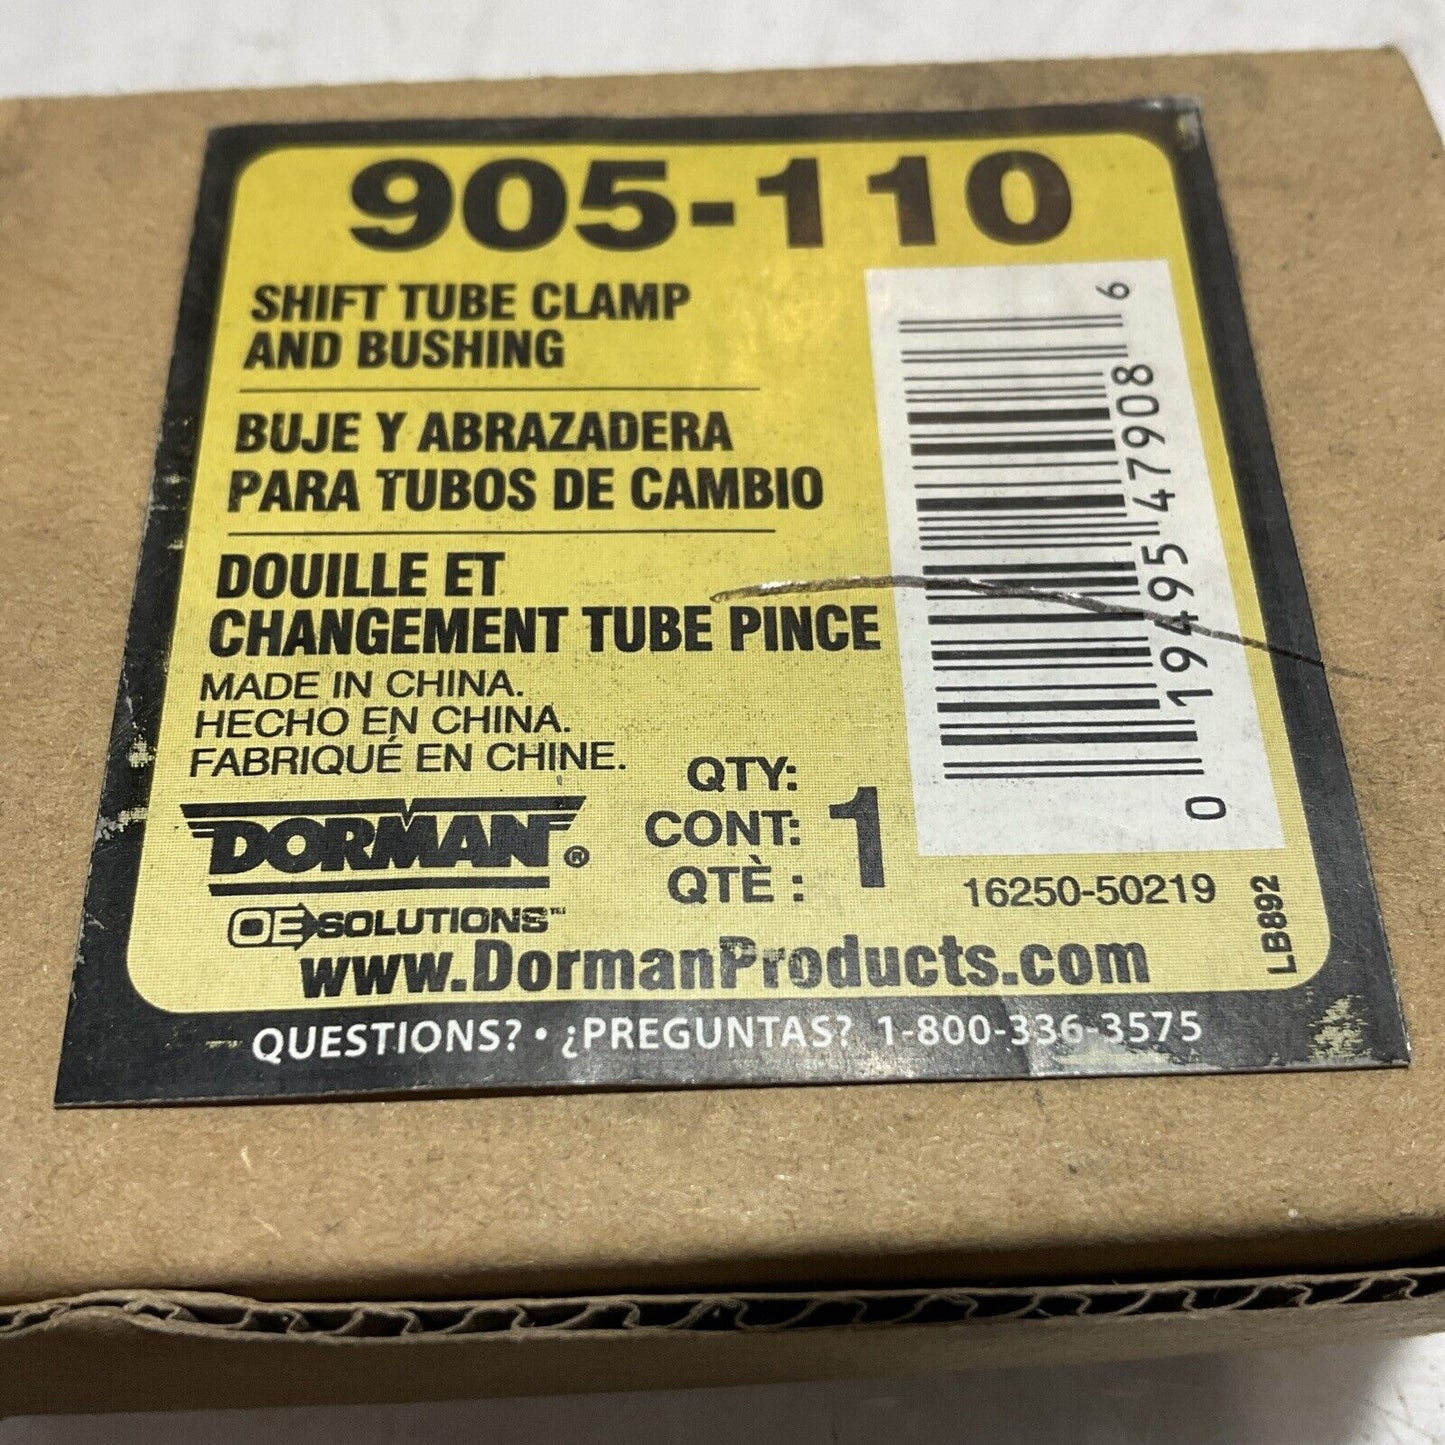 905-110
SHIFT TUBE CLAMP
AND BUSHING
BUJE Y ABRAZADERA
PARA TUBOS DE CAMBIO
DOUILLE ET
CHANGEMENT TUBE PINCE
MADE IN CHINA.
HECHO EN CHINA.
FABRIQUÉ EN CHINE.
DORMAN®
OE SOLUTIONS™
QTY:
CONT:
QTÈ :
1
0 19495 47908 6
16250-50219
LB892
www.DormanProducts.com
QUESTIONS? • ¿PREGUNTAS? 1-800-336-3575